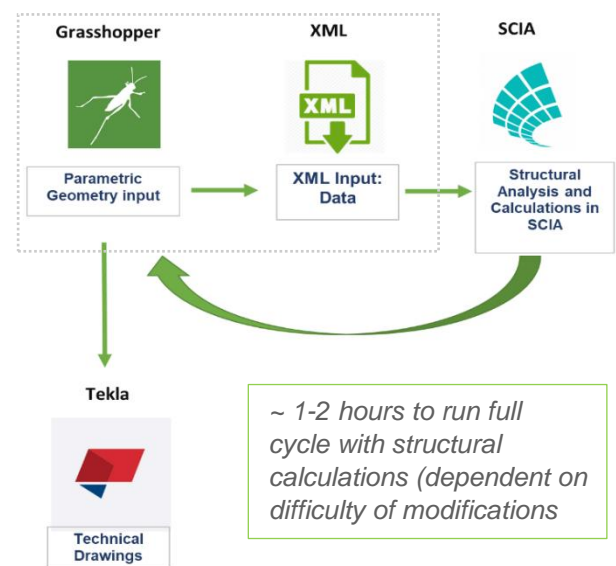 Grasshopper
XML
SCIA
XML
Parametric
Geometry input
XML Input:
Data
Structural
Analysis and
Calculations in
SCIA
Tekla
~ 1-2 hours to run full
cycle with structural
calculations (dependent on
difficulty of modifications
Technical
Drawings